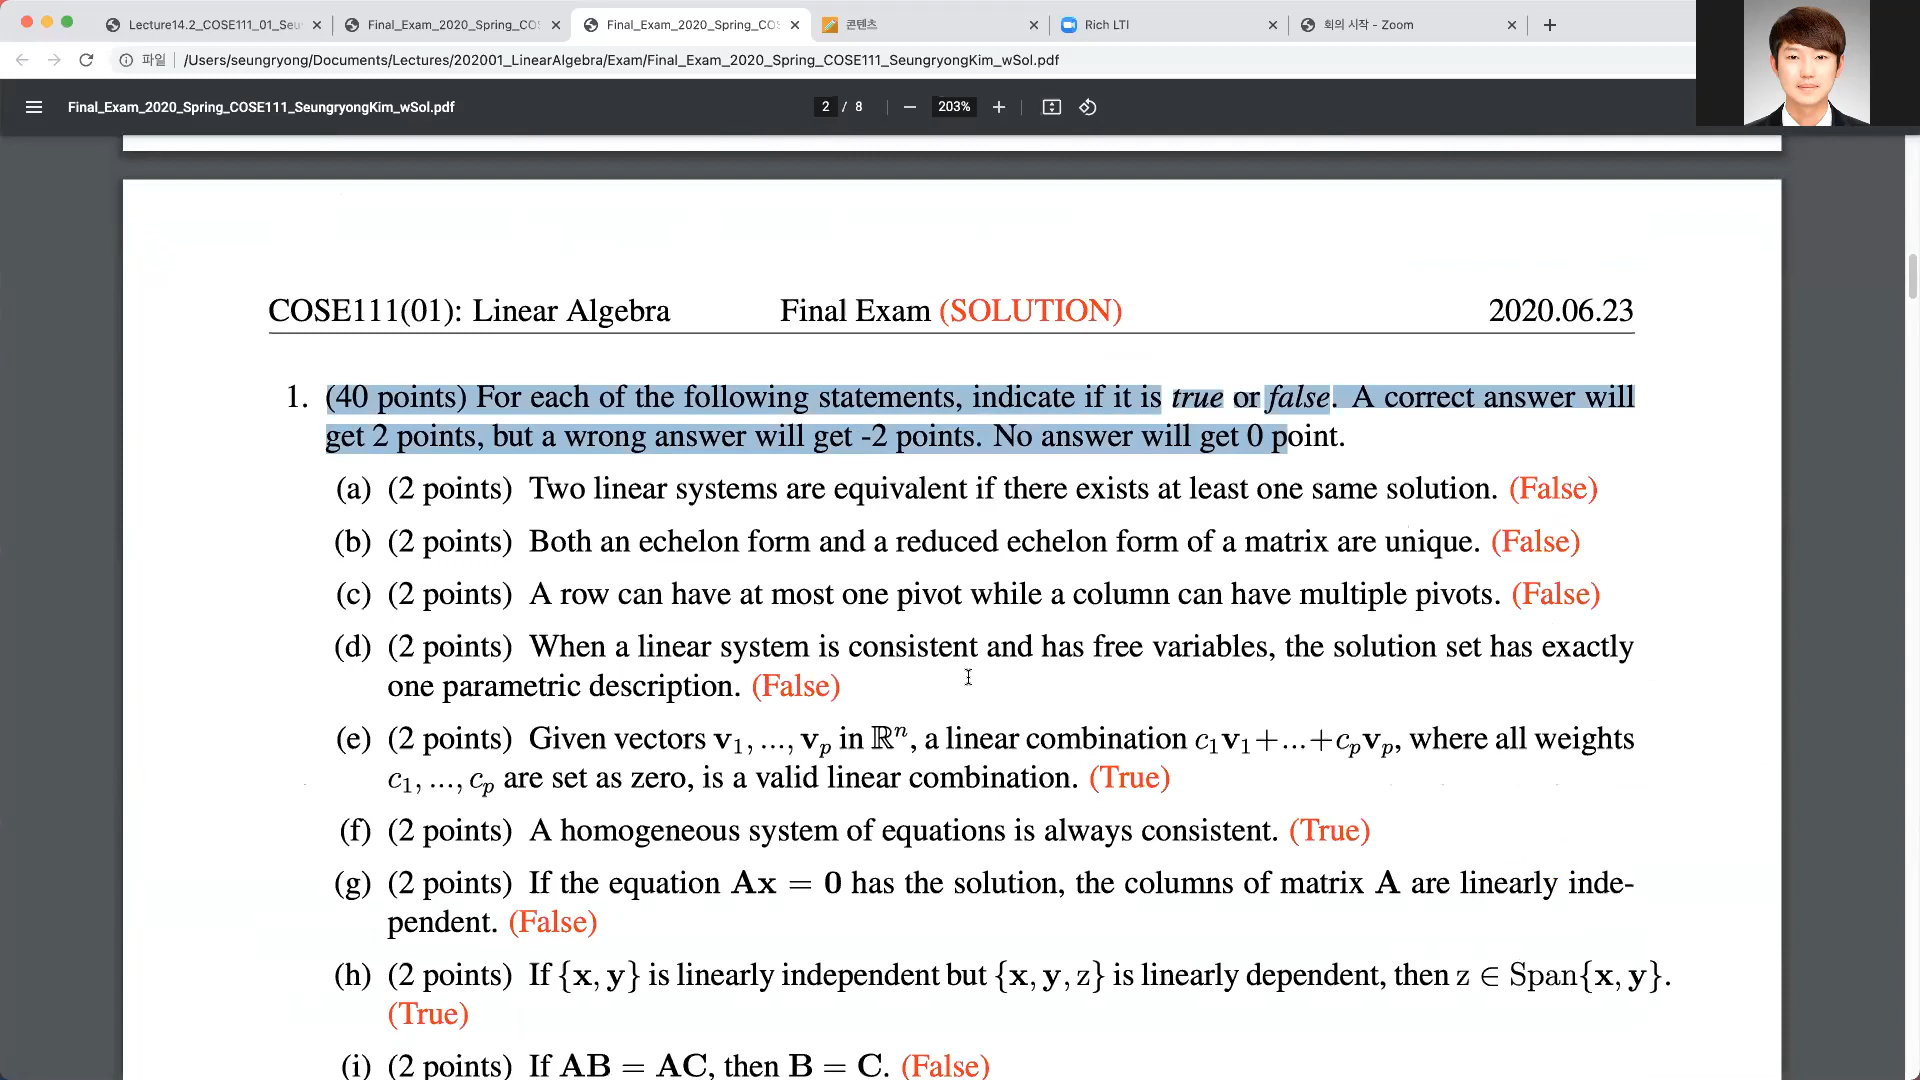 Lecture14.2_COSE111_01_Seu
Final_Exam_2020_Spring_CO
Final_Exam_2020_Spring_CO
콘텐츠
Rich LTI
회의 시작 - Zoom
파일 /Users/seungryong/Documents/Lectures/202001_LinearAlgebra/Exam/Final_Exam_2020_Spring_COSE111_SeungryongKim_wSol.pdf
Final_Exam_2020_Spring_COSE111_SeungryongKim_wSol.pdf 2 / 8 203%
COSE111(01): Linear Algebra Final Exam (SOLUTION) 2020.06.23
1. (40 points) For each of the following statements, indicate if it is true or false. A correct answer will
get 2 points, but a wrong answer will get -2 points. No answer will get 0 point.
(a) (2 points) Two linear systems are equivalent if there exists at least one same solution. (False)
(b) (2 points) Both an echelon form and a reduced echelon form of a matrix are unique. (False)
(c) (2 points) A row can have at most one pivot while a column can have multiple pivots. (False)
(d) (2 points) When a linear system is consistent and has free variables, the solution set has exactly
one parametric description. (False)
(e) (2 points) Given vectors v₁, ..., vₚ in ℝⁿ, a linear combination c₁v₁+...+cₚvₚ, where all weights
c₁, ..., cₚ are set as zero, is a valid linear combination. (True)
(f) (2 points) A homogeneous system of equations is always consistent. (True)
(g) (2 points) If the equation Ax = 0 has the solution, the columns of matrix A are linearly inde-
pendent. (False)
(h) (2 points) If {x, y} is linearly independent but {x, y, z} is linearly dependent, then z ∈ Span{x, y}.
(True)
(i) (2 points) If AB = AC, then B = C. (False)